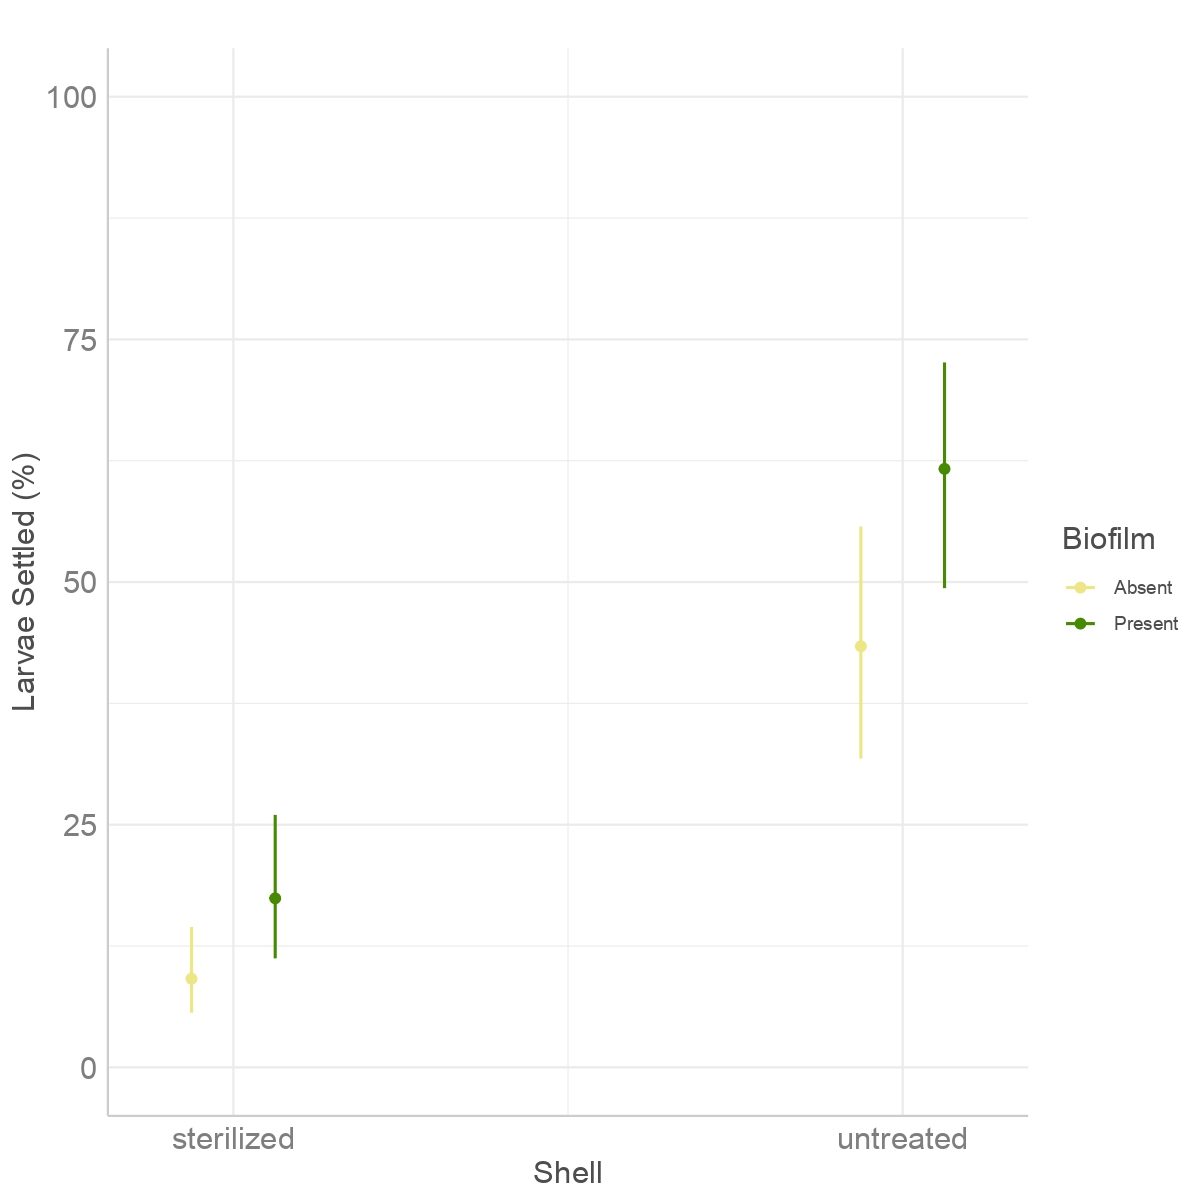 100
75
50
25
0
Larvae Settled (%)
sterilized
untreated
Shell
Biofilm
Absent
Present